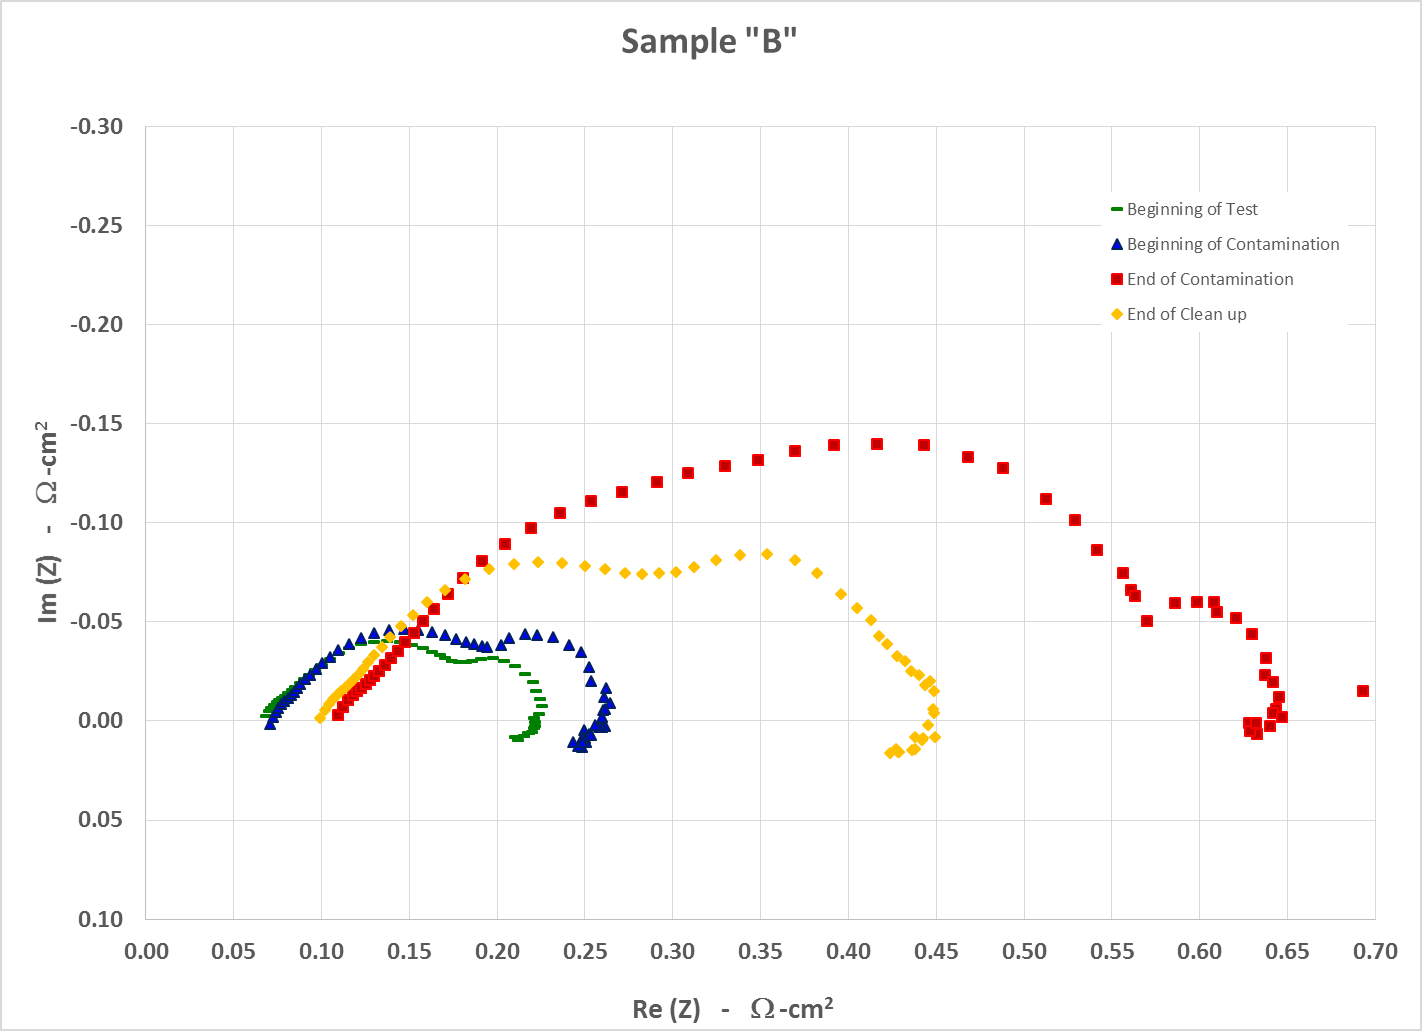 Sample "B"
-0.30
-0.25
-0.20
-0.15
-0.10
-0.05
0.00
0.05
0.10
Im (Z) - Ω -cm²
Beginning of Test
Beginning of Contamination
End of Contamination
End of Clean up
0.00 0.05 0.10 0.15 0.20 0.25 0.30 0.35 0.40 0.45 0.50 0.55 0.60 0.65 0.70
Re (Z) - Ω -cm²